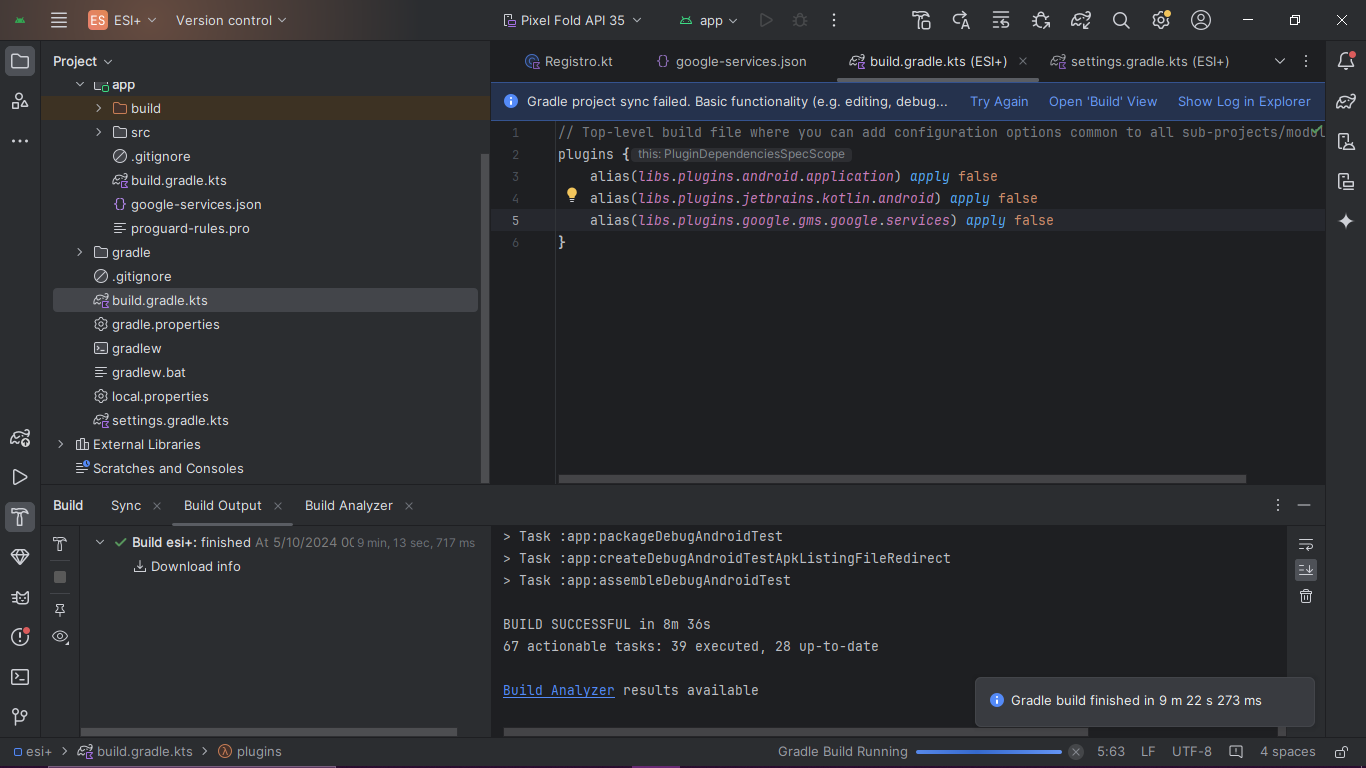 ES ESI+ Version control Pixel Fold API 35 app
Project
app
build
src
.gitignore
build.gradle.kts
google-services.json
proguard-rules.pro
gradle
.gitignore
build.gradle.kts
gradle.properties
gradlew
gradlew.bat
local.properties
settings.gradle.kts
External Libraries
Scratches and Consoles
Registro.kt google-services.json build.gradle.kts (ESI+) settings.gradle.kts (ESI+)
Gradle project sync failed. Basic functionality (e.g. editing, debug... Try Again Open 'Build' View Show Log in Explorer
1 // Top-level build file where you can add configuration options common to all sub-projects/modul
2 plugins { this: PluginDependenciesSpecScope
3 alias(libs.plugins.android.application) apply false
4 alias(libs.plugins.jetbrains.kotlin.android) apply false
5 alias(libs.plugins.google.gms.google.services) apply false
6 }
Build Sync Build Output Build Analyzer
Build esi+: finished At 5/10/2024 00 9 min, 13 sec, 717 ms
Download info
> Task :app:packageDebugAndroidTest
> Task :app:createDebugAndroidTestApkListingFileRedirect
> Task :app:assembleDebugAndroidTest
BUILD SUCCESSFUL in 8m 36s
67 actionable tasks: 39 executed, 28 up-to-date
Build Analyzer results available
Gradle build finished in 9 m 22 s 273 ms
esi+ build.gradle.kts plugins Gradle Build Running 5:63 LF UTF-8 4 spaces